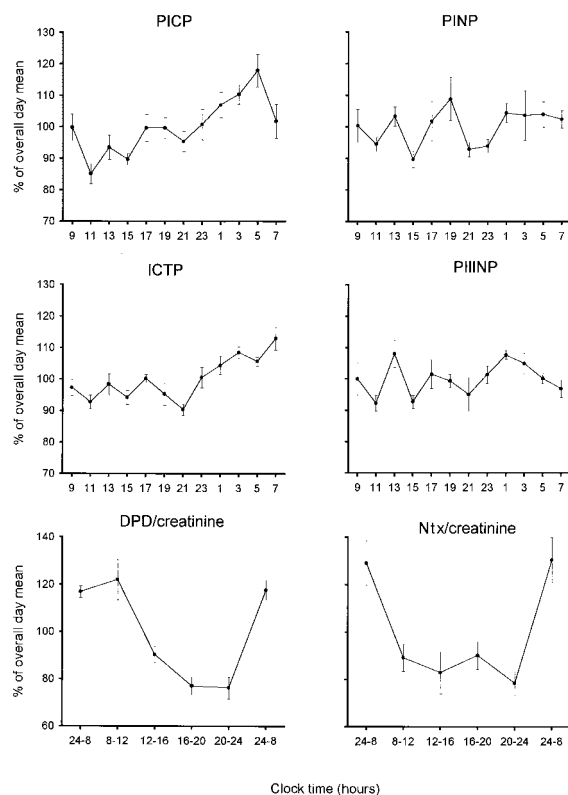 PICP
PINP
% of overall day mean
130
120
110
100
90
80
70
9 11 13 15 17 19 21 23 1 3 5 7
9 11 13 15 17 19 21 23 1 3 5 7
ICTP
PIIINP
% of overall day mean
130
120
110
100
90
80
70
9 11 13 15 17 19 21 23 1 3 5 7
9 11 13 15 17 19 21 23 1 3 5 7
DPD/creatinine
Ntx/creatinine
% of overall day mean
140
120
100
80
60
24-8 8-12 12-16 16-20 20-24 24-8
24-8 8-12 12-16 16-20 20-24 24-8
Clock time (hours)